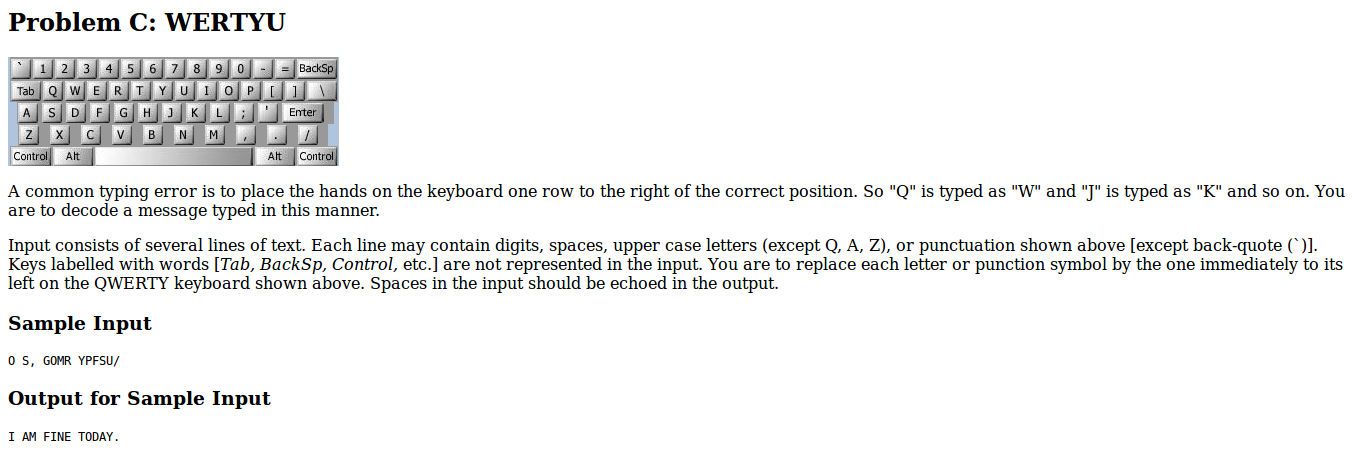 Problem C: WERTYU
` 1 2 3 4 5 6 7 8 9 0 - = BackSp
Tab Q W E R T Y U I O P [ ] \
A S D F G H J K L ; ' Enter
Z X C V B N M , . /
Control Alt Alt Control
A common typing error is to place the hands on the keyboard one row to the right of the correct position. So "Q" is typed as "W" and "J" is typed as "K" and so on. You
are to decode a message typed in this manner.
Input consists of several lines of text. Each line may contain digits, spaces, upper case letters (except Q, A, Z), or punctuation shown above [except back-quote (`)].
Keys labelled with words [Tab, BackSp, Control, etc.] are not represented in the input. You are to replace each letter or punction symbol by the one immediately to its
left on the QWERTY keyboard shown above. Spaces in the input should be echoed in the output.
Sample Input
O S, GOMR YPFSU/
Output for Sample Input
I AM FINE TODAY.